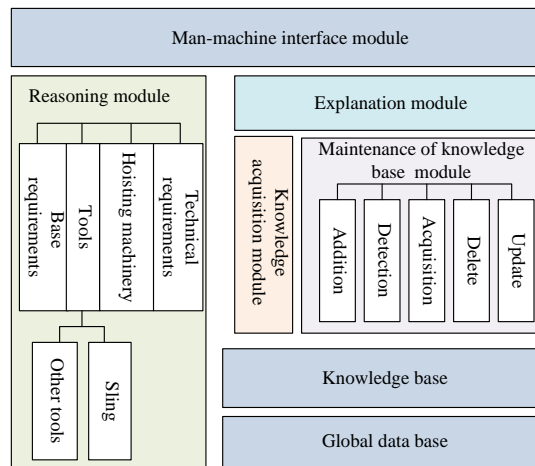 Man-machine interface module
Reasoning module
Base
requirements
Tools
Hoisting machinery
Technical
requirements
Other tools
Sling
Explanation module
Knowledge
acquisition module
Maintenance of knowledge
base module
Addition
Detection
Acquisition
Delete
Update
Knowledge base
Global data base